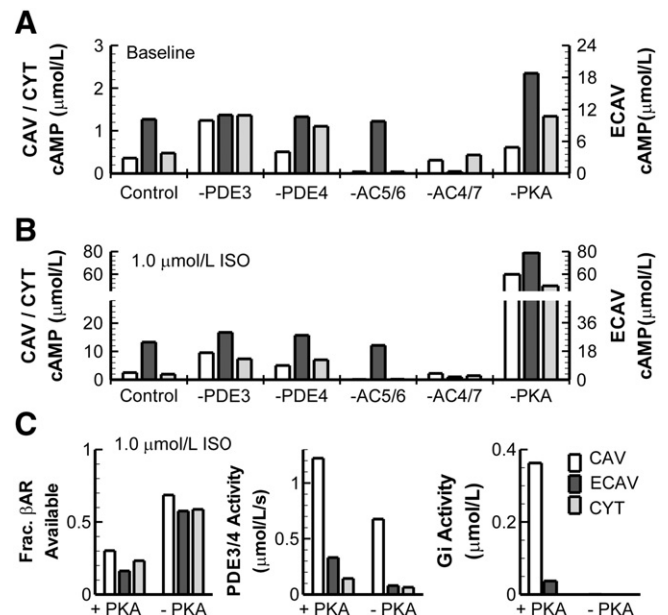 A
Baseline
CAV / CYT
cAMP (μmol/L)
3
2
1
0
24
18
12
6
0
ECAV
cAMP(μmol/L)
Control -PDE3 -PDE4 -AC5/6 -AC4/7 -PKA
B
1.0 μmol/L ISO
CAV / CYT
cAMP (μmol/L)
80
60
20
10
0
80
60
36
18
0
ECAV
cAMP(μmol/L)
Control -PDE3 -PDE4 -AC5/6 -AC4/7 -PKA
C
1.0 μmol/L ISO
Frac. βAR
Available
1
0.5
0
+ PKA - PKA
PDE3/4 Activity
(μmol/L/s)
1
0.5
0
+ PKA - PKA
Gi Activity
(μmol/L)
0.4
0.2
0
+ PKA - PKA
CAV
ECAV
CYT